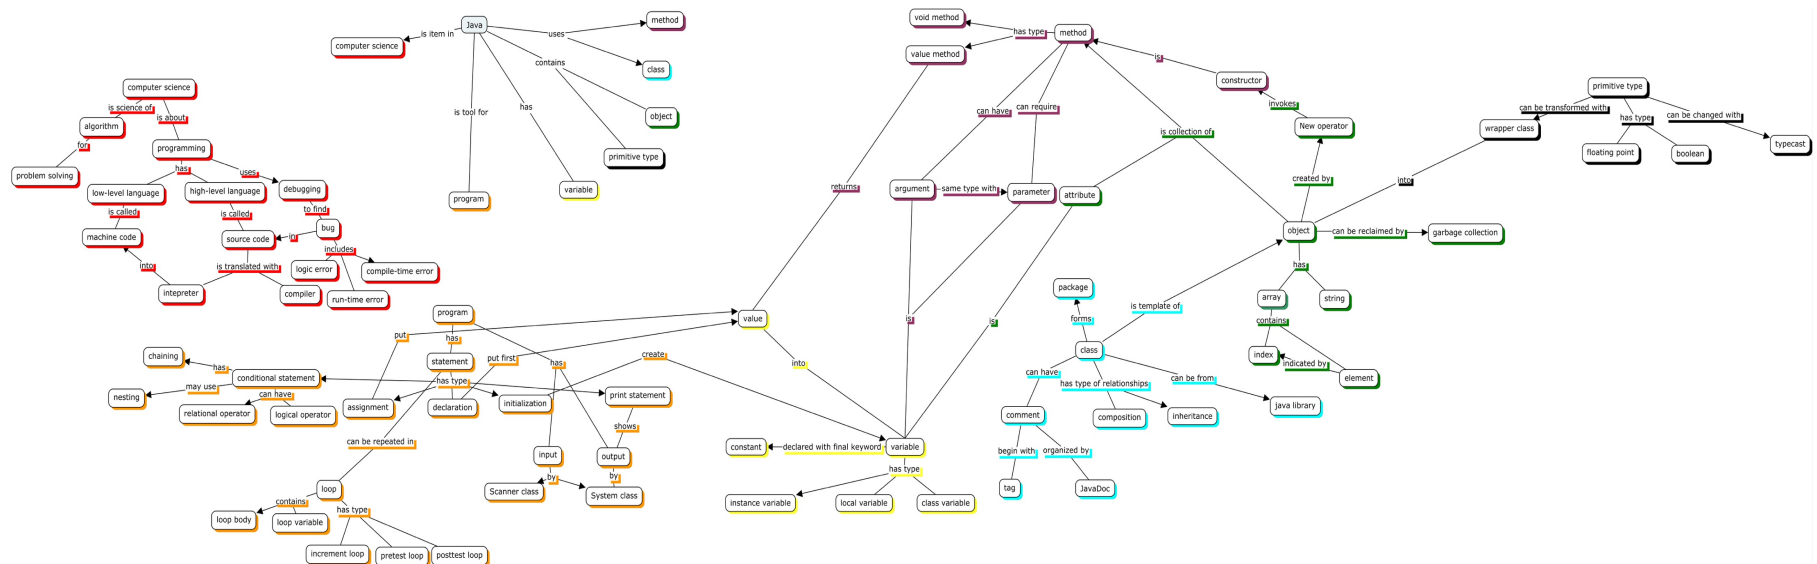 Java
is item in
computer science
uses
method
class
contains
object
primitive type
has
variable
is tool for
program
computer science
is science of
is about
algorithm
for
problem solving
programming
has
uses
low-level language
high-level language
debugging
is called
is called
to find
machine code
source code
in
bug
into
is translated with
includes
logic error
compile-time error
intepreter
compiler
run-time error
void method
has type
method
value method
is
constructor
can have
can require
invokes
is collection of
New operator
returns
argument
same type with
parameter
attribute
created by
into
object
can be reclaimed by
garbage collection
has
array
string
contains
index
indicated by
element
primitive type
can be transformed with
has type
can be changed with
wrapper class
floating point
boolean
typecast
package
is template of
forms
class
can have
has type of relationships
can be from
comment
composition
inheritance
java library
begin with
organized by
tag
JavaDoc
value
is
is
into
create
constant
declared with final keyword
variable
has type
instance variable
local variable
class variable
program
put
has
chaining
statement
put first
has
has
conditional statement
has type
may use
can have
nesting
relational operator
logical operator
assignment
declaration
initialization
print statement
can be repeated in
shows
input
output
by
by
Scanner class
System class
loop
contains
has type
loop body
loop variable
increment loop
pretest loop
posttest loop